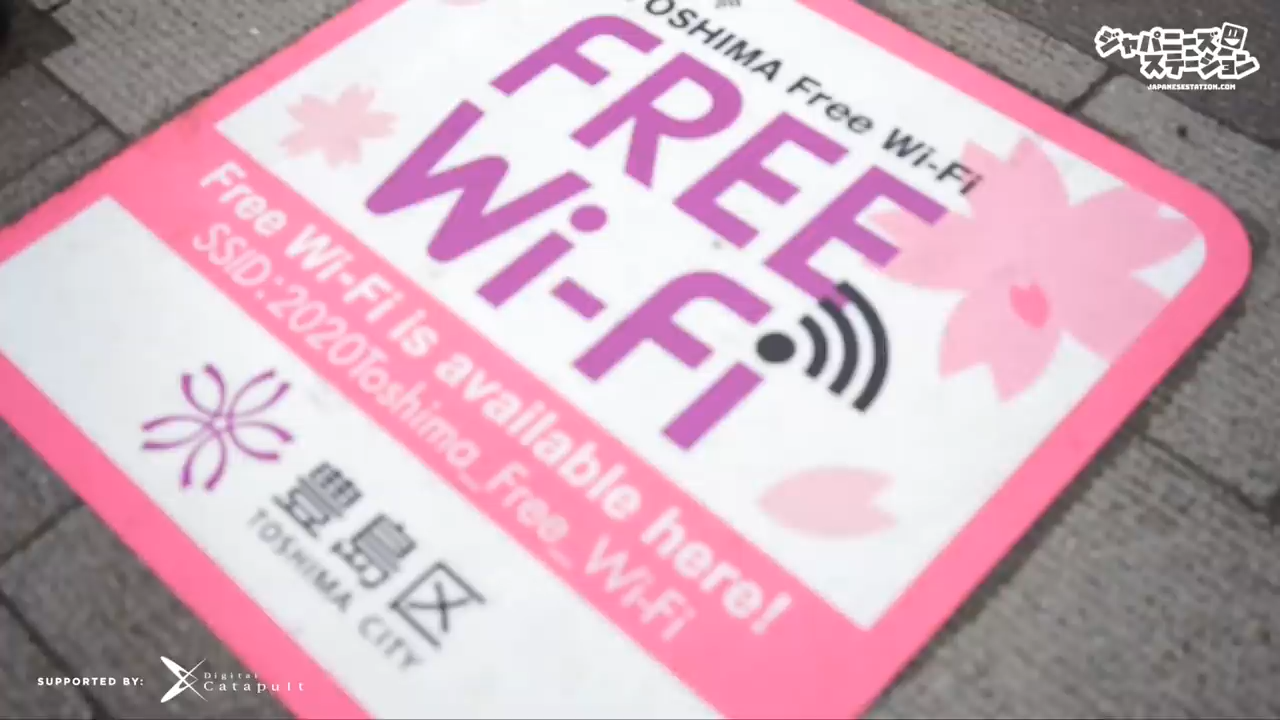 TOSHIMA Free Wi-Fi
FREE
Wi-Fi
Free Wi-Fi is available here!
SSID:2020Toshima_Free_Wi-Fi
豊島区
TOSHIMA CITY
ジャパニーズ
ステーション
JAPANESESTATION.COM
SUPPORTED BY:
Digital
Catapult